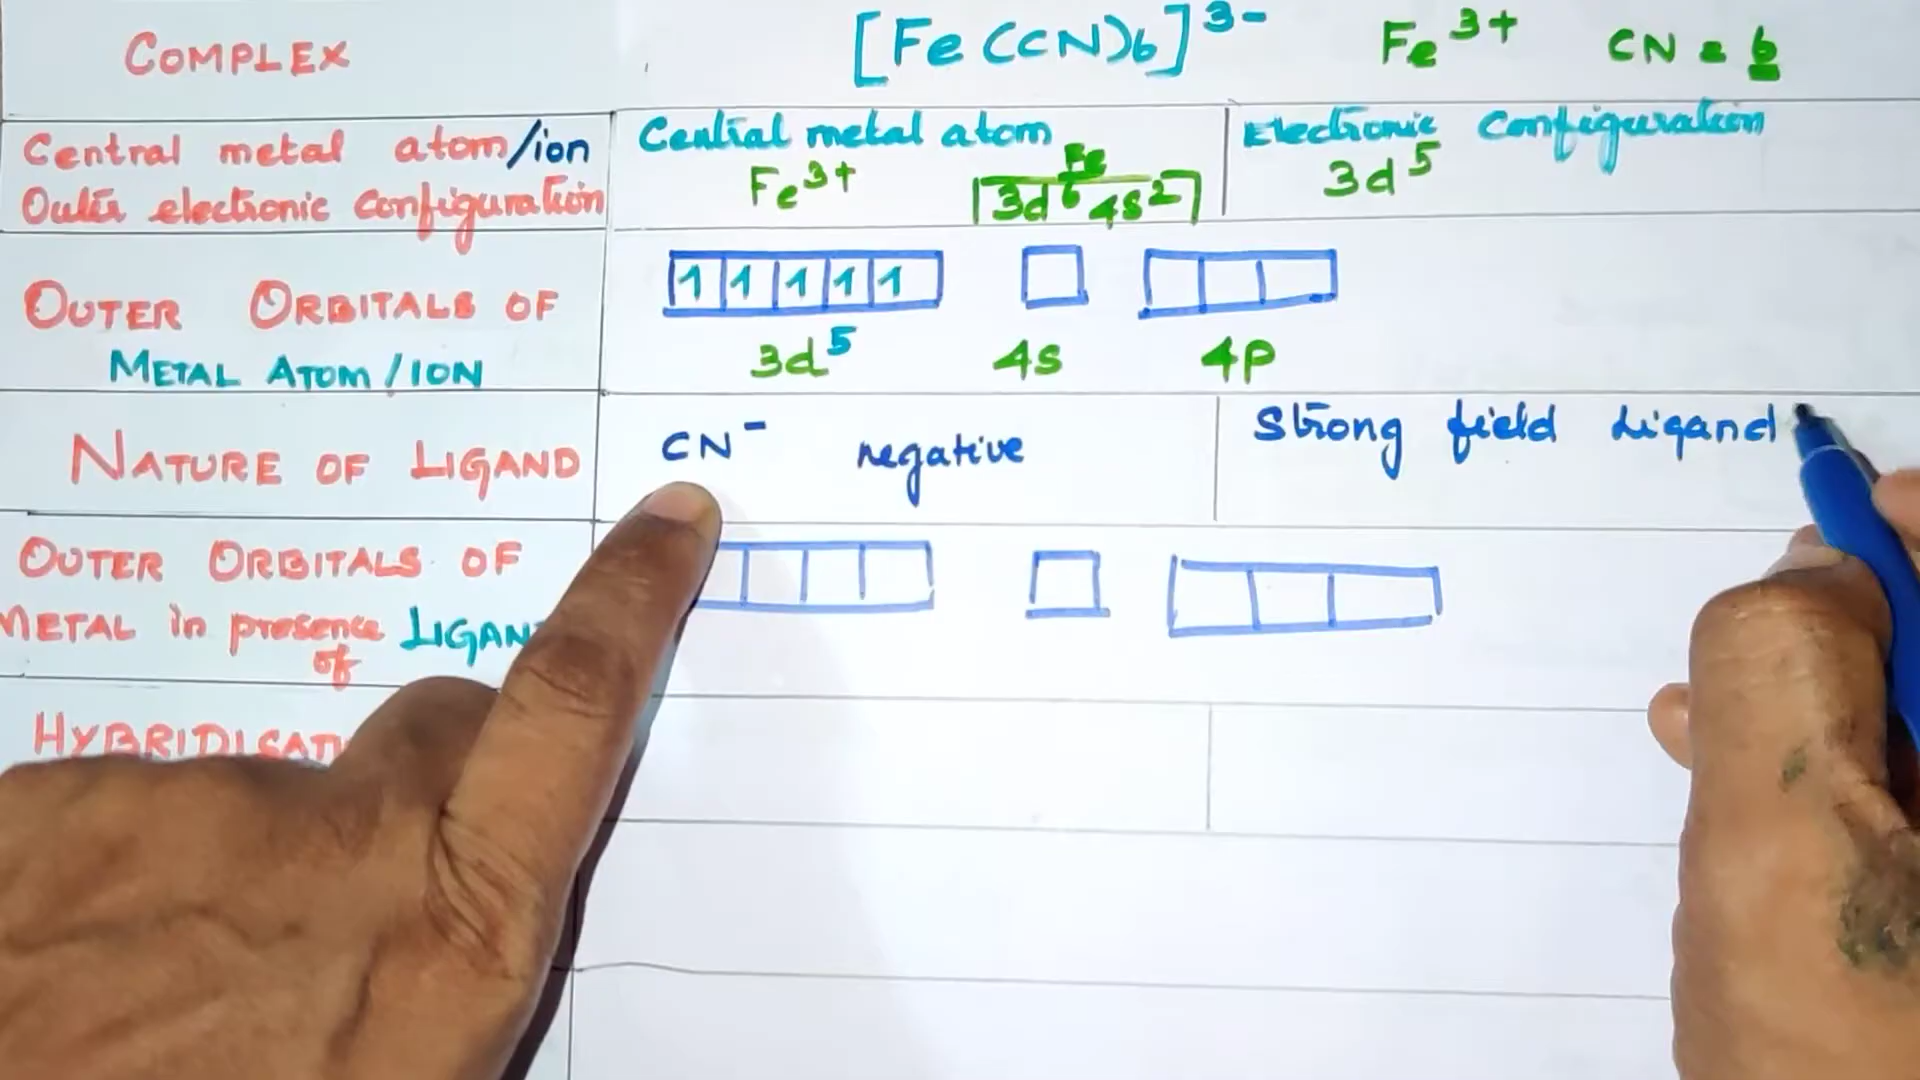 COMPLEX
[Fe(CN)6]3- Fe3+ CN = 6
Central metal atom/ion
Outer electronic configuration
Central metal atom
Fe3+
Fe
3d6 4s2
Electronic Configuration
3d5
OUTER ORBITALS OF
METAL ATOM/ION
1 1 1 1 1
3d5 4s 4p
NATURE OF LIGAND
CN- negative
Strong field Ligand
OUTER ORBITALS OF
METAL in presence LIGAN
of
HYBRIDISATI